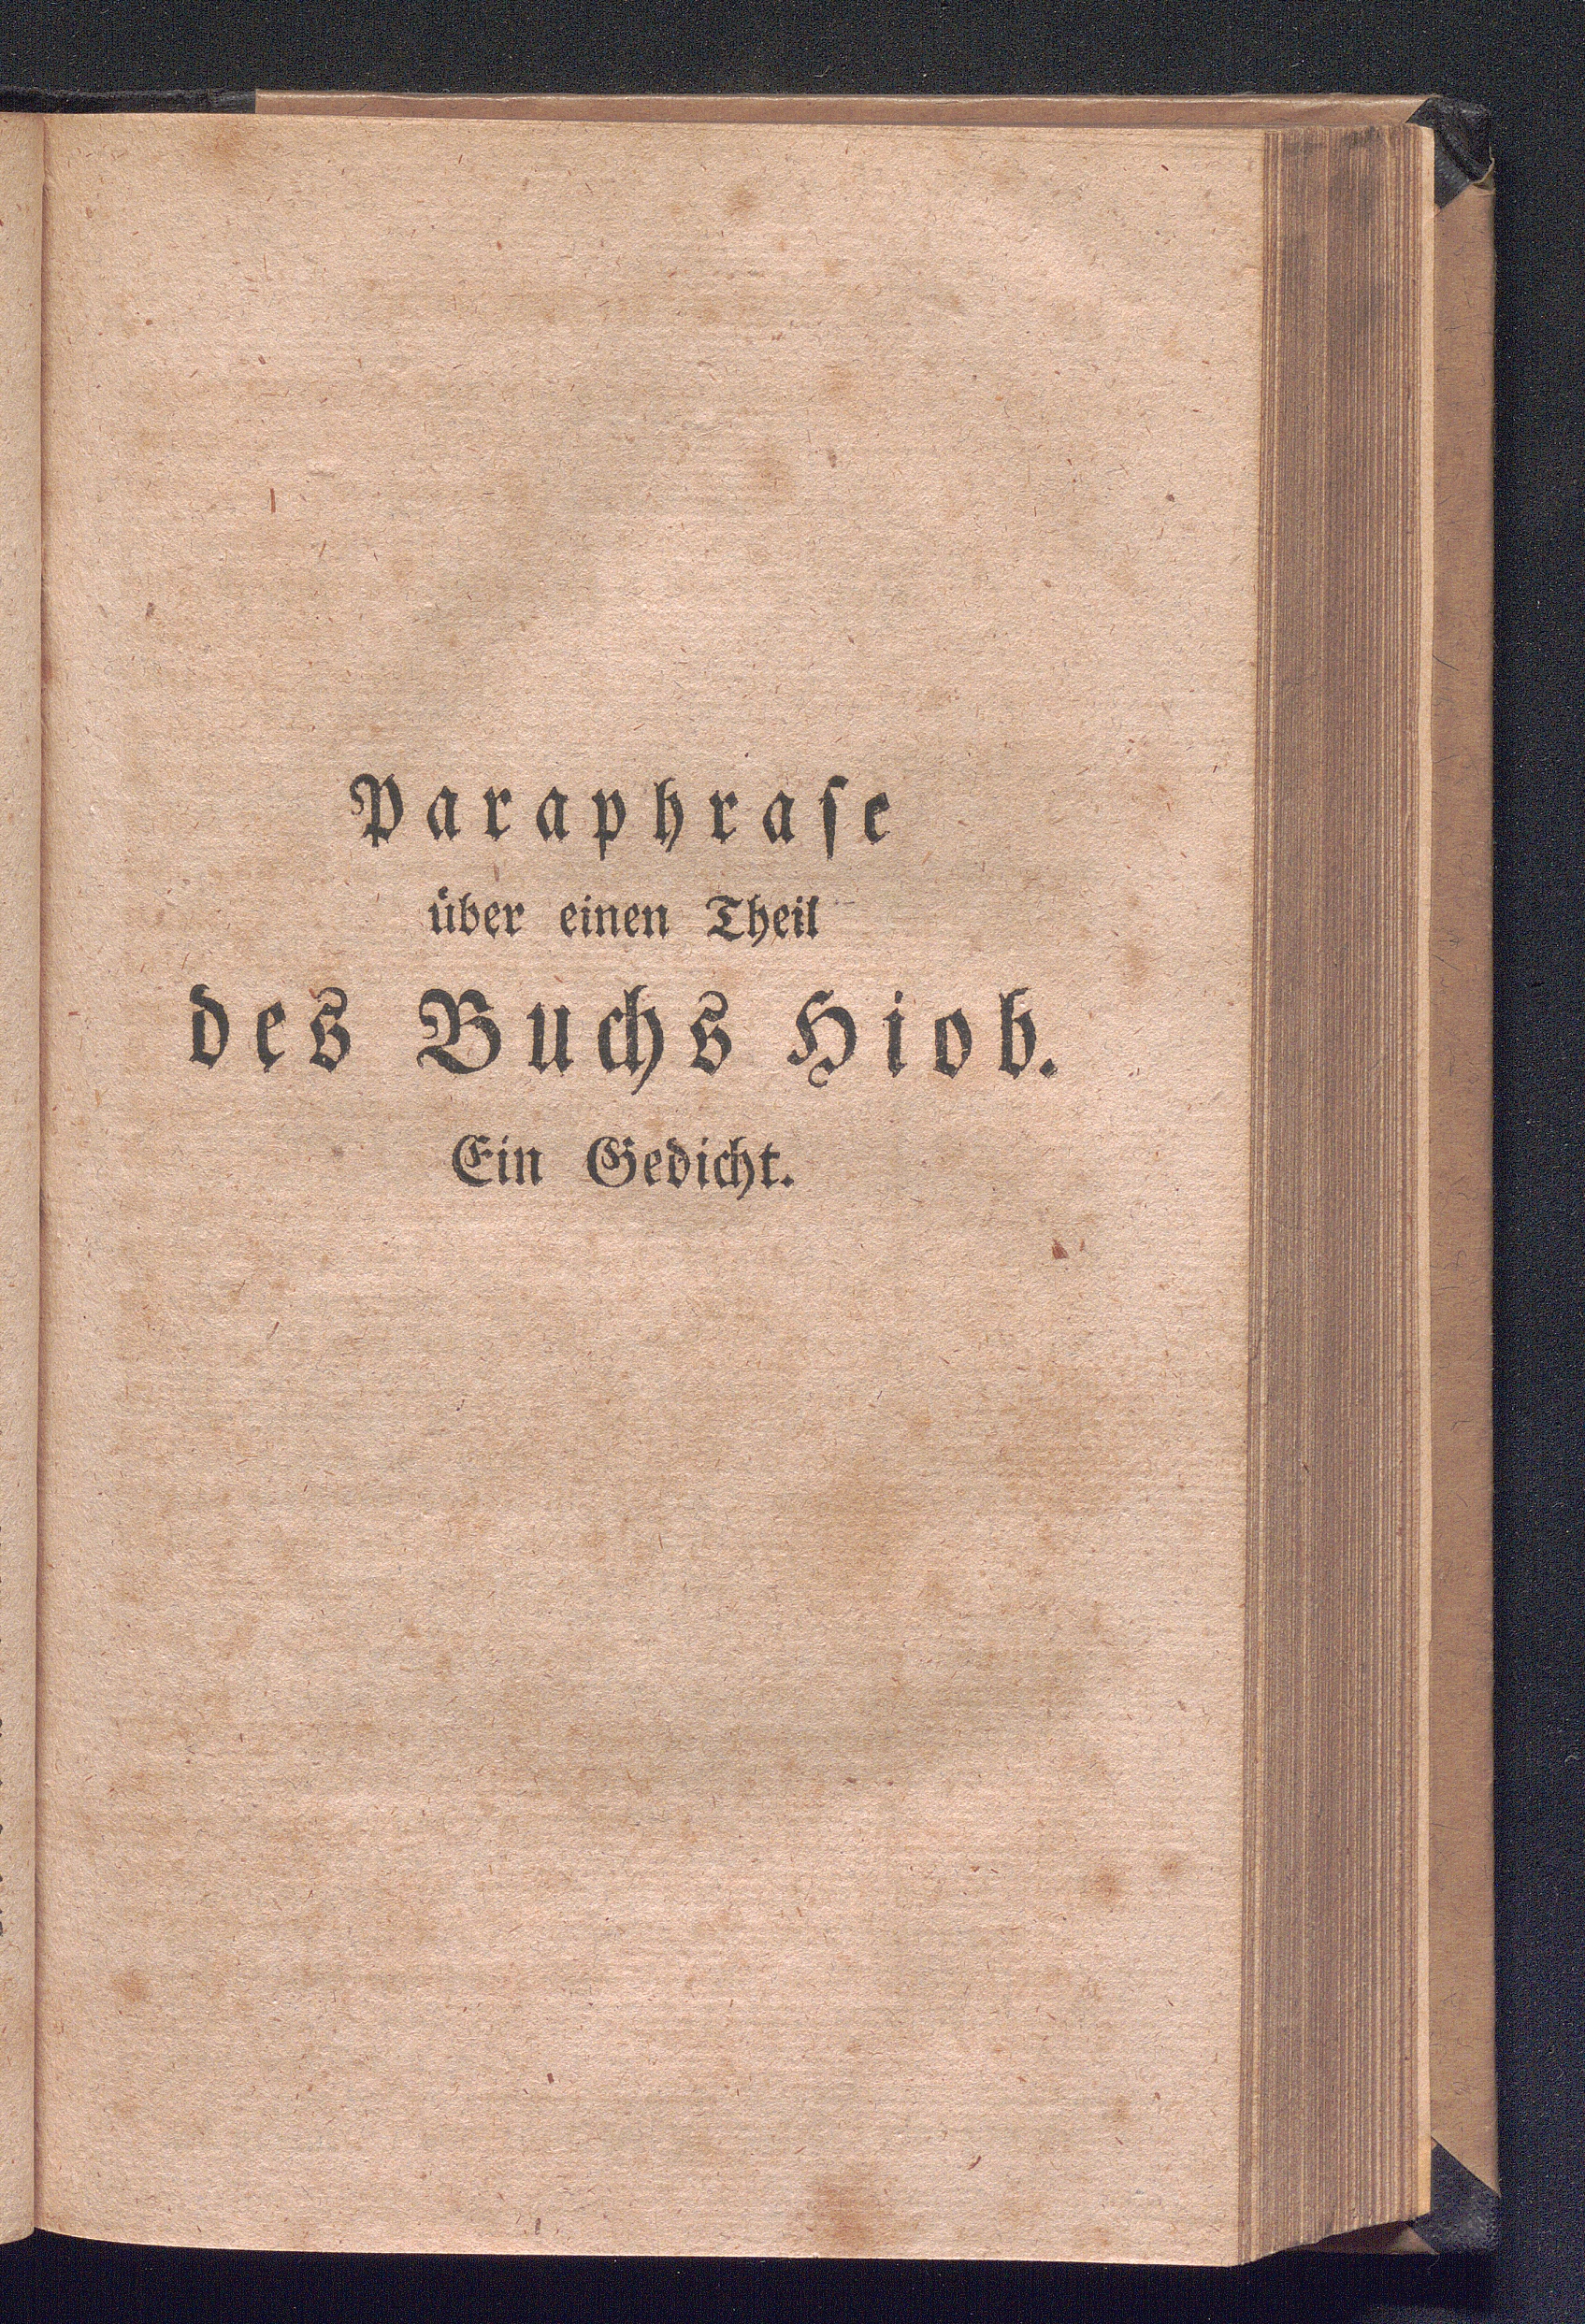 Paraphraſe
über einen Theil
des Buchs Hiob.
Ein Gedicht.